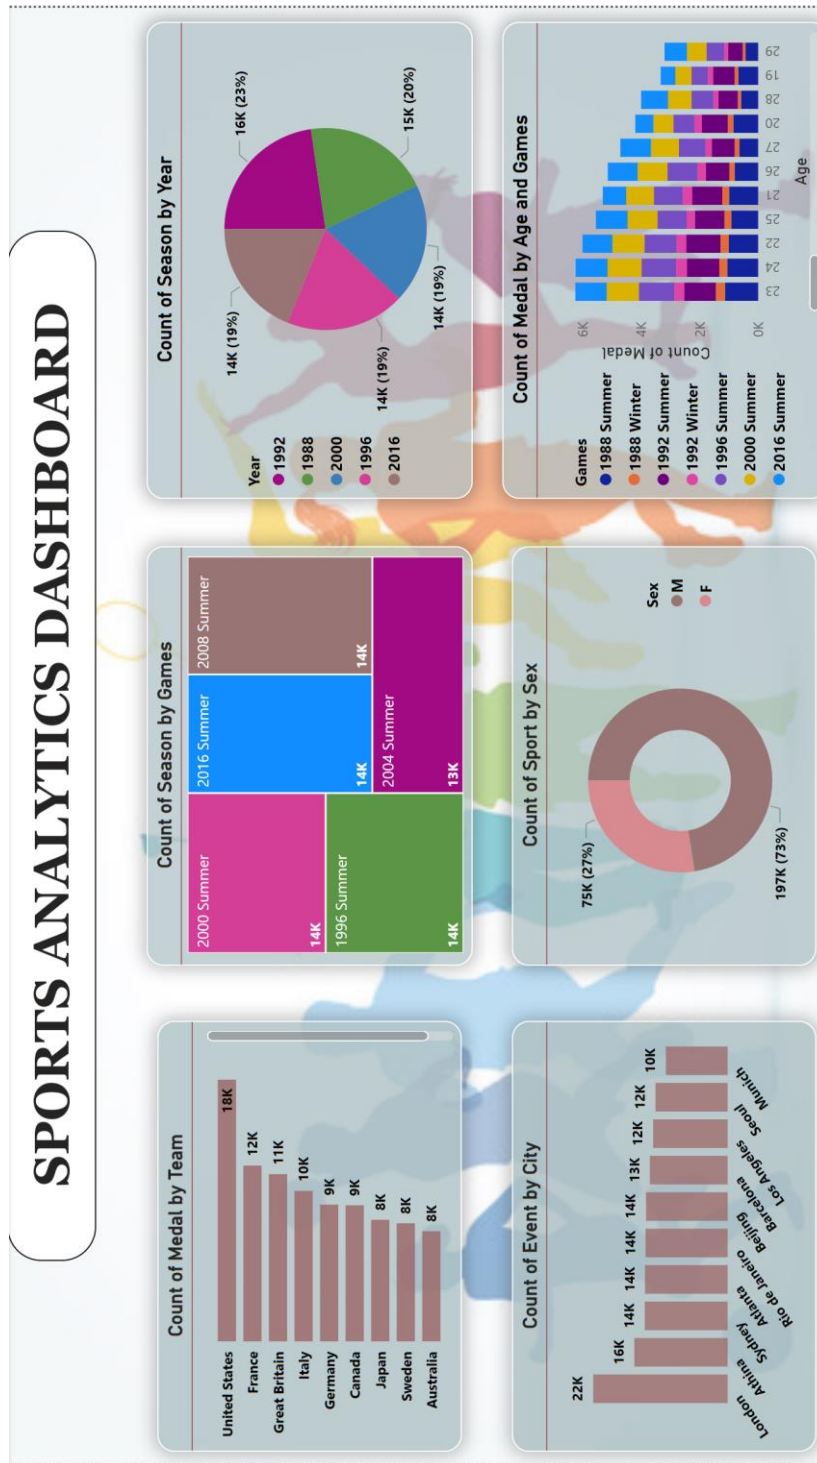 SPORTS ANALYTICS DASHBOARD
Count of Medal by Team
United States
18K
France
12K
Great Britain
11K
Italy
10K
Germany
9K
Canada
9K
Japan
8K
Sweden
8K
Australia
8K
Count of Season by Games
2000 Summer
14K
1996 Summer
14K
2016 Summer
14K
2008 Summer
14K
2004 Summer
13K
Count of Season by Year
Year
1992
1988
2000
1996
2016
16K (23%)
15K (20%)
14K (19%)
14K (19%)
14K (19%)
Count of Event by City
22K
16K
14K
14K
14K
14K
13K
12K
12K
10K
London
Athina
Sydney
Atlanta
Rio de Janeiro
Beijing
Barcelona
Los Angeles
Seoul
Munich
Count of Sport by Sex
75K (27%)
197K (73%)
Sex
M
F
Count of Medal by Age and Games
Games
1988 Summer
1988 Winter
1992 Summer
1992 Winter
1996 Summer
2000 Summer
2016 Summer
Count of Medal
6K
4K
2K
0K
23
24
22
25
21
26
27
20
28
19
29
Age